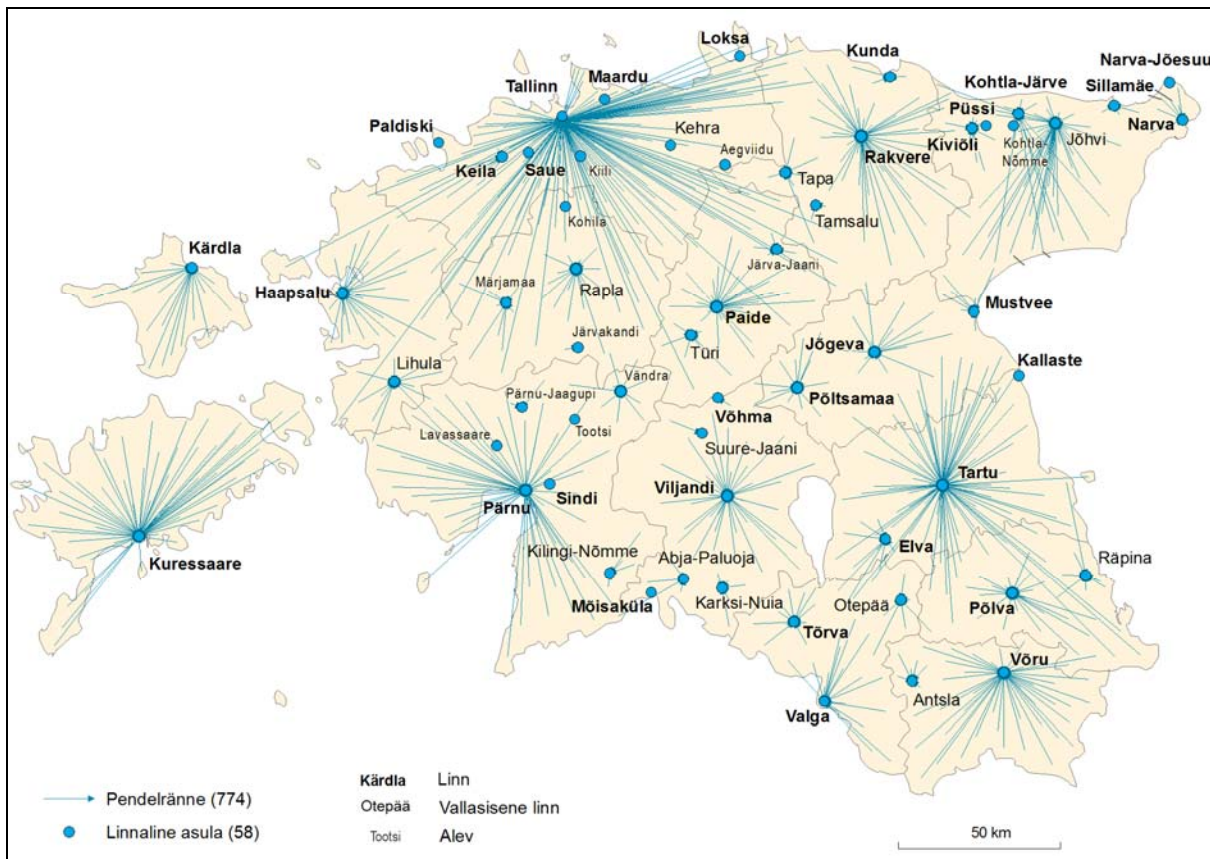 Loksa
Kunda
Narva-Jõesuu
Maardu
Kohtla-Järve
Sillamäe
Tallinn
Püssi
Paldiski
Kehra
Narva
Aegviidu
Rakvere
Kiviõli
Kohtla-
Nõmme
Jõhvi
Keila
Saue
Kiili
Tapa
Kohila
Tamsalu
Kärdla
Järva-Jaani
Märjamaa
Rapla
Haapsalu
Mustvee
Paide
Järvakandi
Türi
Jõgeva
Kallaste
Lihula
Vändra
Pärnu-Jaagupi
Põltsamaa
Võhma
Tootsi
Lavassaare
Suure-Jaani
Tartu
Viljandi
Sindi
Pärnu
Kilingi-Nõmme
Abja-Paluoja
Elva
Räpina
Kuressaare
Mõisaküla
Karksi-Nuia
Otepää
Põlva
Tõrva
Võru
Antsla
Valga
Pendelränne (774)
Linnaline asula (58)
Kärdla Linn
Otepää Vallasisene linn
Tootsi Alev
50 km